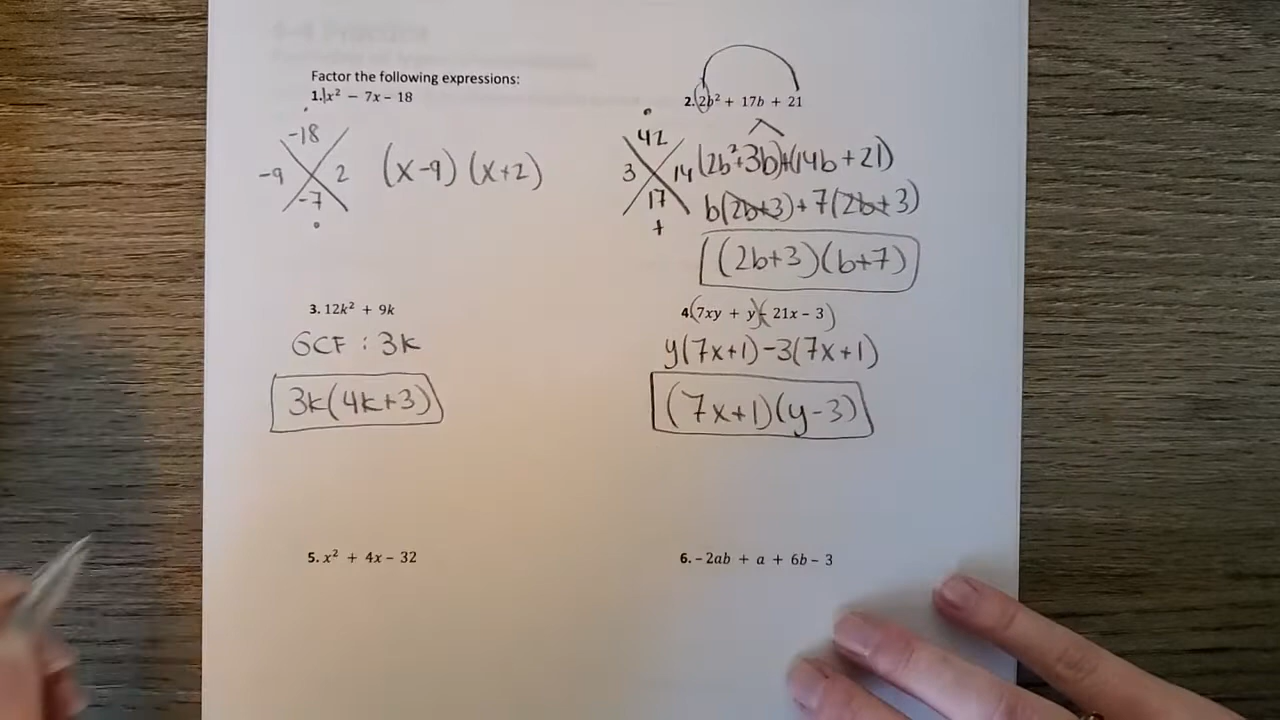 Factor the following expressions:
1. x² − 7x − 18
-18
-9 2
-7
(x-9)(x+2)
2. 2b² + 17b + 21
42
3 14
17
+
(2b²+3b)+(14b+21)
b(2b+3)+7(2b+3)
(2b+3)(b+7)
3. 12k² + 9k
GCF : 3k
3k(4k+3)
4(7xy + y)(- 21x − 3)
y(7x+1)-3(7x+1)
(7x+1)(y-3)
5. x² + 4x − 32
6. − 2ab + a + 6b − 3